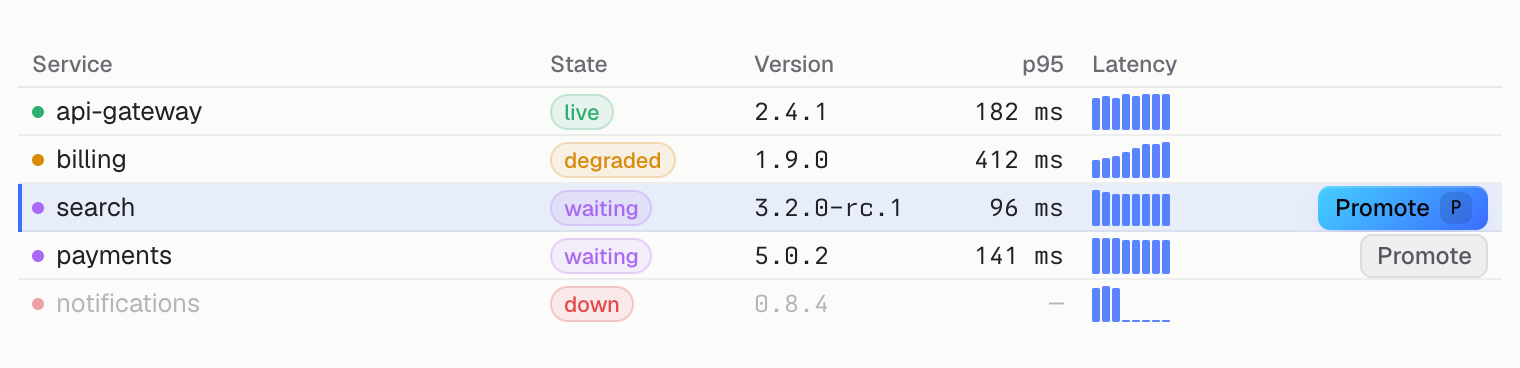 Service State Version p95 Latency
api-gateway live 2.4.1 182 ms
billing degraded 1.9.0 412 ms
search waiting 3.2.0-rc.1 96 ms Promote P
payments waiting 5.0.2 141 ms Promote
notifications down 0.8.4 —